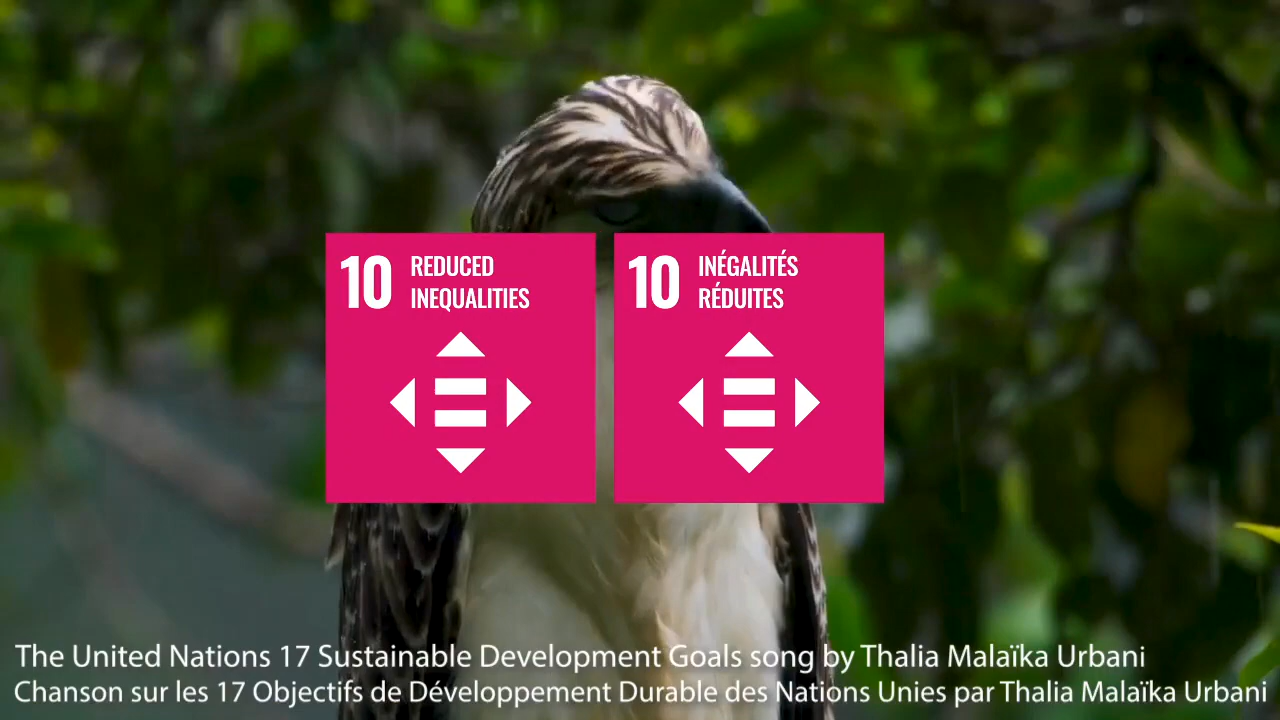 10 REDUCED
INEQUALITIES
10 INÉGALITÉS
RÉDUITES
The United Nations 17 Sustainable Development Goals song by Thalia Malaïka Urbani
Chanson sur les 17 Objectifs de Développement Durable des Nations Unies par Thalia Malaïka Urbani